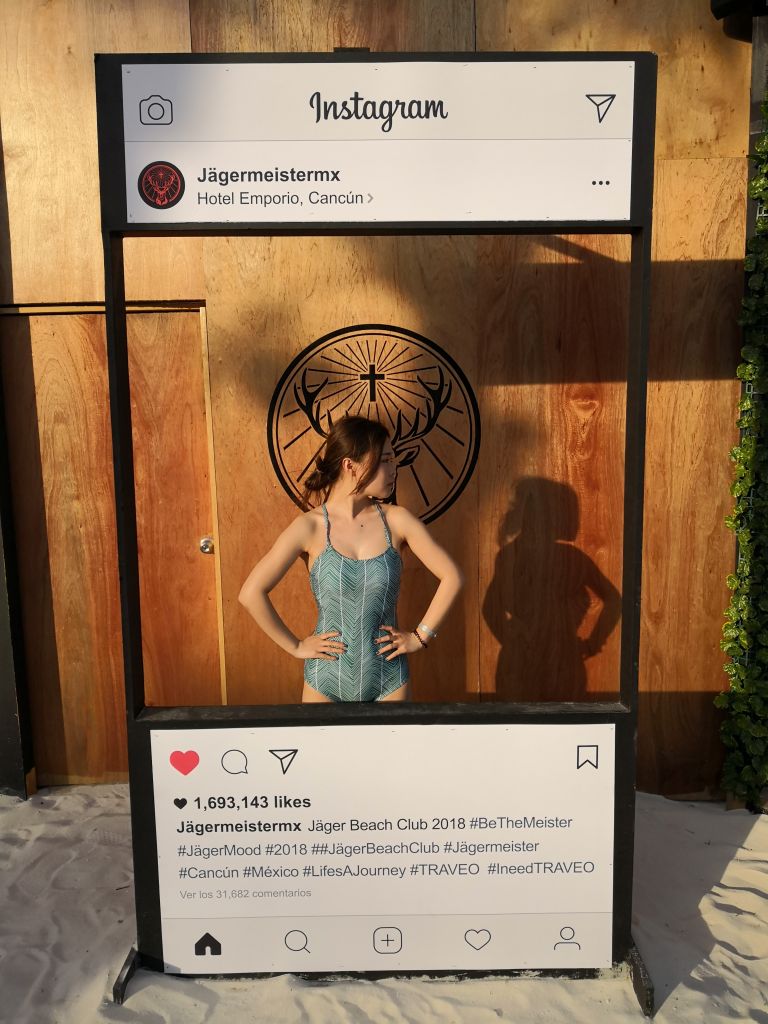 Instagram
Jägermeistermx
Hotel Emporio, Cancún
1,693,143 likes
Jägermeistermx Jäger Beach Club 2018 #BeTheMeister
#JägerMood #2018 ##JägerBeachClub #Jägermeister
#Cancún #México #LifesAJourney #TRAVEO #IneedTRAVEO
Ver los 31,682 comentarios